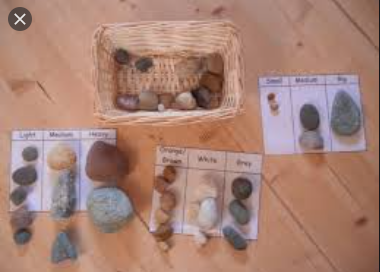 Small Medium Big
Light Medium Heavy
Orange/ White Grey
Brown